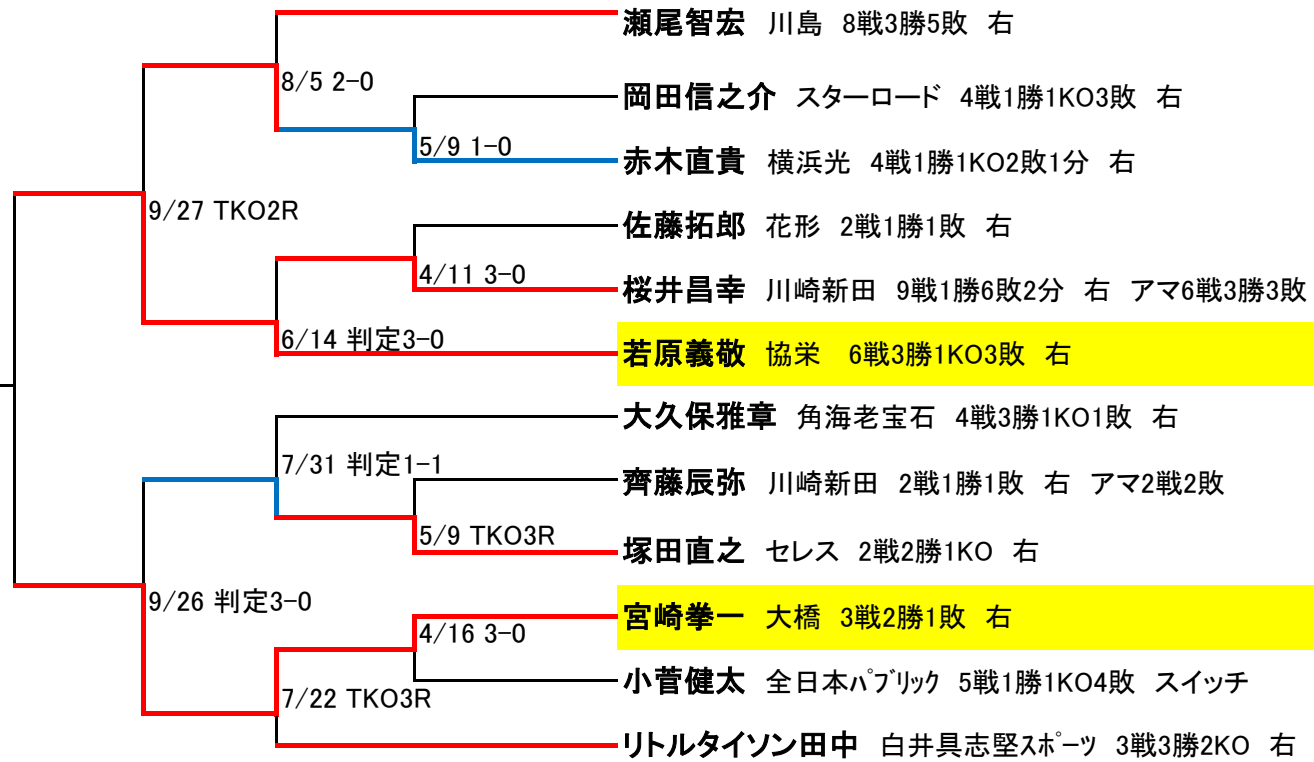 瀬尾智宏 川島 8戦3勝5敗 右
8/5 2-0
岡田信之介 スターロード 4戦1勝1KO3敗 右
5/9 1-0
赤木直貴 横浜光 4戦1勝1KO2敗1分 右
9/27 TKO2R
佐藤拓郎 花形 2戦1勝1敗 右
4/11 3-0
桜井昌幸 川崎新田 9戦1勝6敗2分 右 アマ6戦3勝3敗
6/14 判定3-0
若原義敬 協栄 6戦3勝1KO3敗 右
大久保雅章 角海老宝石 4戦3勝1KO1敗 右
7/31 判定1-1
齊藤辰弥 川崎新田 2戦1勝1敗 右 アマ2戦2敗
5/9 TKO3R
塚田直之 セレス 2戦2勝1KO 右
9/26 判定3-0
宮崎拳一 大橋 3戦2勝1敗 右
4/16 3-0
小菅健太 全日本ﾊﾟﾌﾞﾘｯｸ 5戦1勝1KO4敗 スイッチ
7/22 TKO3R
リトルタイソン田中 白井具志堅ｽﾎﾟｰﾂ 3戦3勝2KO 右